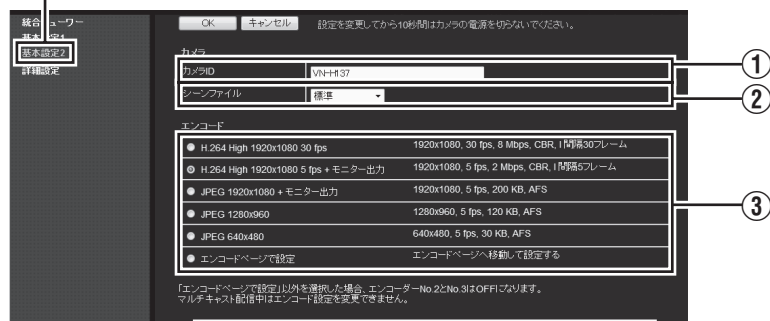 統合ビューワー
OK キャンセル 設定を変更してから10秒間はカメラの電源を切らないでください。
基本設定1
基本設定2
詳細設定
カメラ
カメラID VN-H137
①
シーンファイル 標準
②
エンコード
H.264 High 1920x1080 30 fps 1920x1080, 30 fps, 8 Mbps, CBR, I 間隔30フレーム
H.264 High 1920x1080 5 fps + モニター出力 1920x1080, 5 fps, 2 Mbps, CBR, I 間隔5フレーム
JPEG 1920x1080 + モニター出力 1920x1080, 5 fps, 200 KB, AFS
③
JPEG 1280x960 1280x960, 5 fps, 120 KB, AFS
JPEG 640x480 640x480, 5 fps, 30 KB, AFS
エンコードページで設定 エンコードページへ移動して設定する
「エンコードページで設定」以外を選択した場合、エンコーダーNo.2とNo.3はOFFになります。
マルチキャスト配信中はエンコード設定を変更できません。